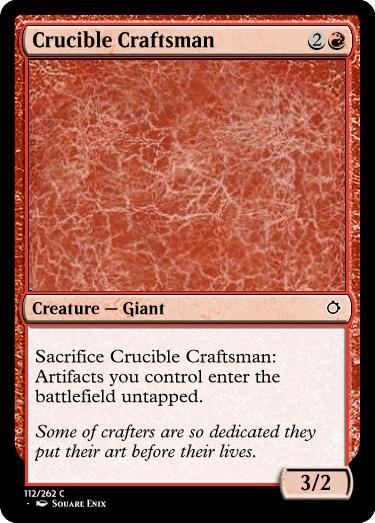 Crucible Craftsman 2
Creature — Giant
Sacrifice Crucible Craftsman:
Artifacts you control enter the
battlefield untapped.
Some of crafters are so dedicated they
put their art before their lives.
3/2
112/262 C
· Square Enix